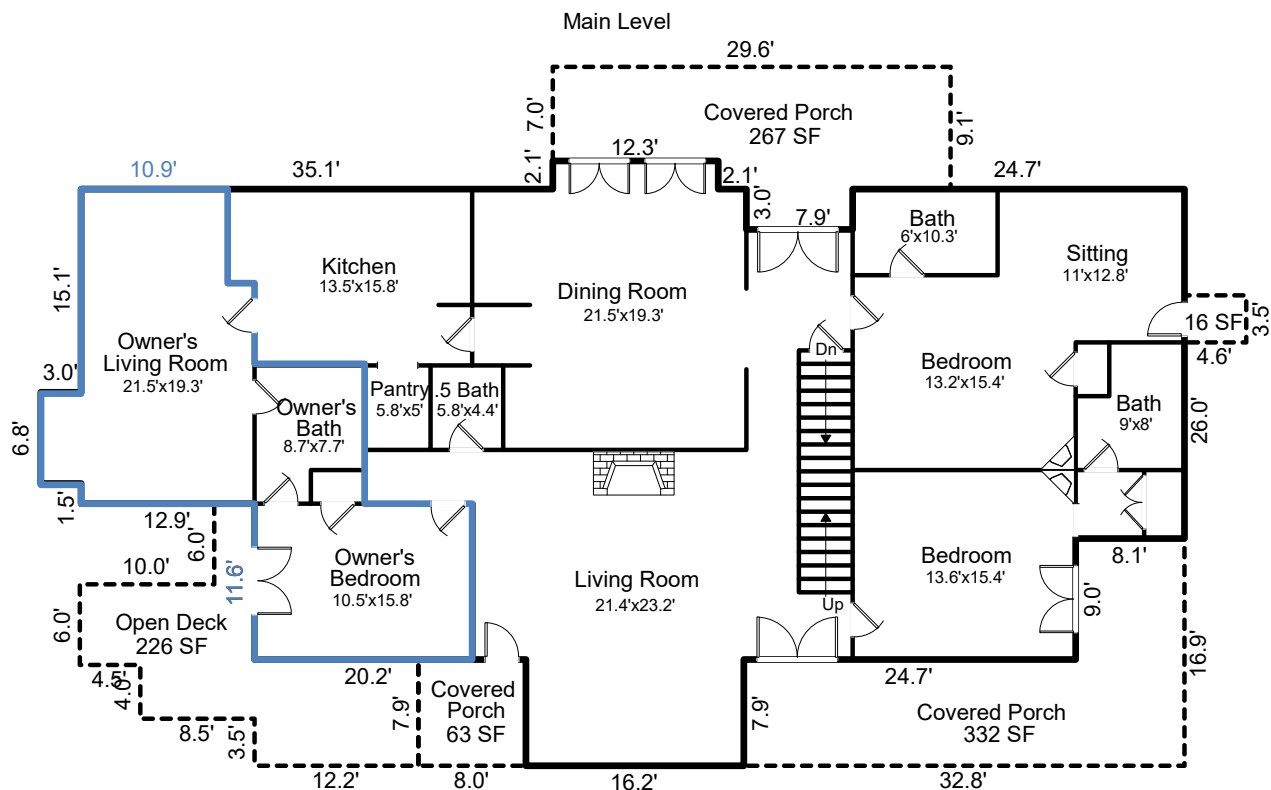 Main Level
29.6'
7.0'
Covered Porch
267 SF
9.1'
10.9'
35.1'
2.1'
12.3'
2.1'
3.0'
7.9'
24.7'
Bath
6'x10.3'
Kitchen
13.5'x15.8'
Dining Room
21.5'x19.3'
Sitting
11'x12.8'
15.1'
16 SF
3.5'
4.6'
Owner's
Living Room
21.5'x19.3'
Dn
Bedroom
13.2'x15.4'
3.0'
Pantry
5.8'x5'
.5 Bath
5.8'x4.4'
Owner's
Bath
8.7'x7.7'
Bath
9'x8'
26.0'
6.8'
1.5'
12.9'
6.0'
10.0'
11.6'
Owner's
Bedroom
10.5'x15.8'
Living Room
21.4'x23.2'
Up
Bedroom
13.6'x15.4'
8.1'
9.0'
6.0'
Open Deck
226 SF
16.9'
4.5'
4.0'
20.2'
24.7'
7.9'
Covered
Porch
63 SF
7.9'
Covered Porch
332 SF
8.5'
3.5'
12.2'
8.0'
16.2'
32.8'